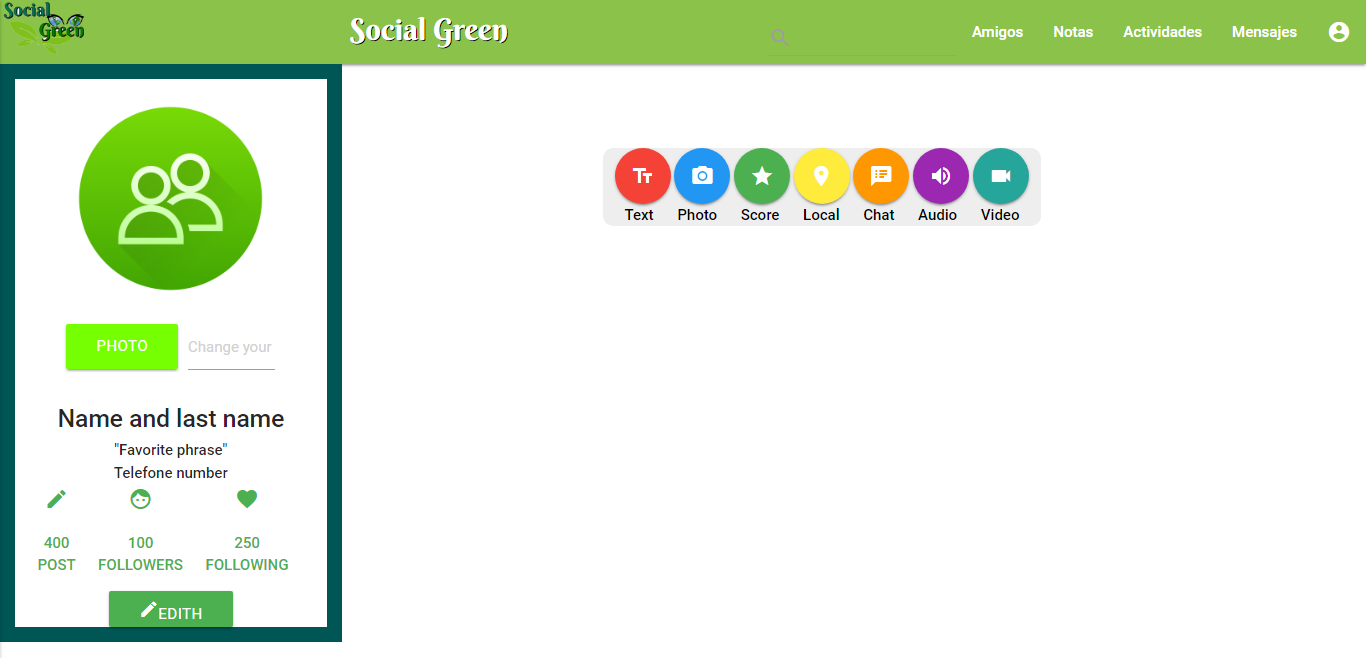 Social
Green
Social Green
Amigos Notas Actividades Mensajes
Text Photo Score Local Chat Audio Video
PHOTO Change your
Name and last name
"Favorite phrase"
Telefone number
400 100 250
POST FOLLOWERS FOLLOWING
EDITH